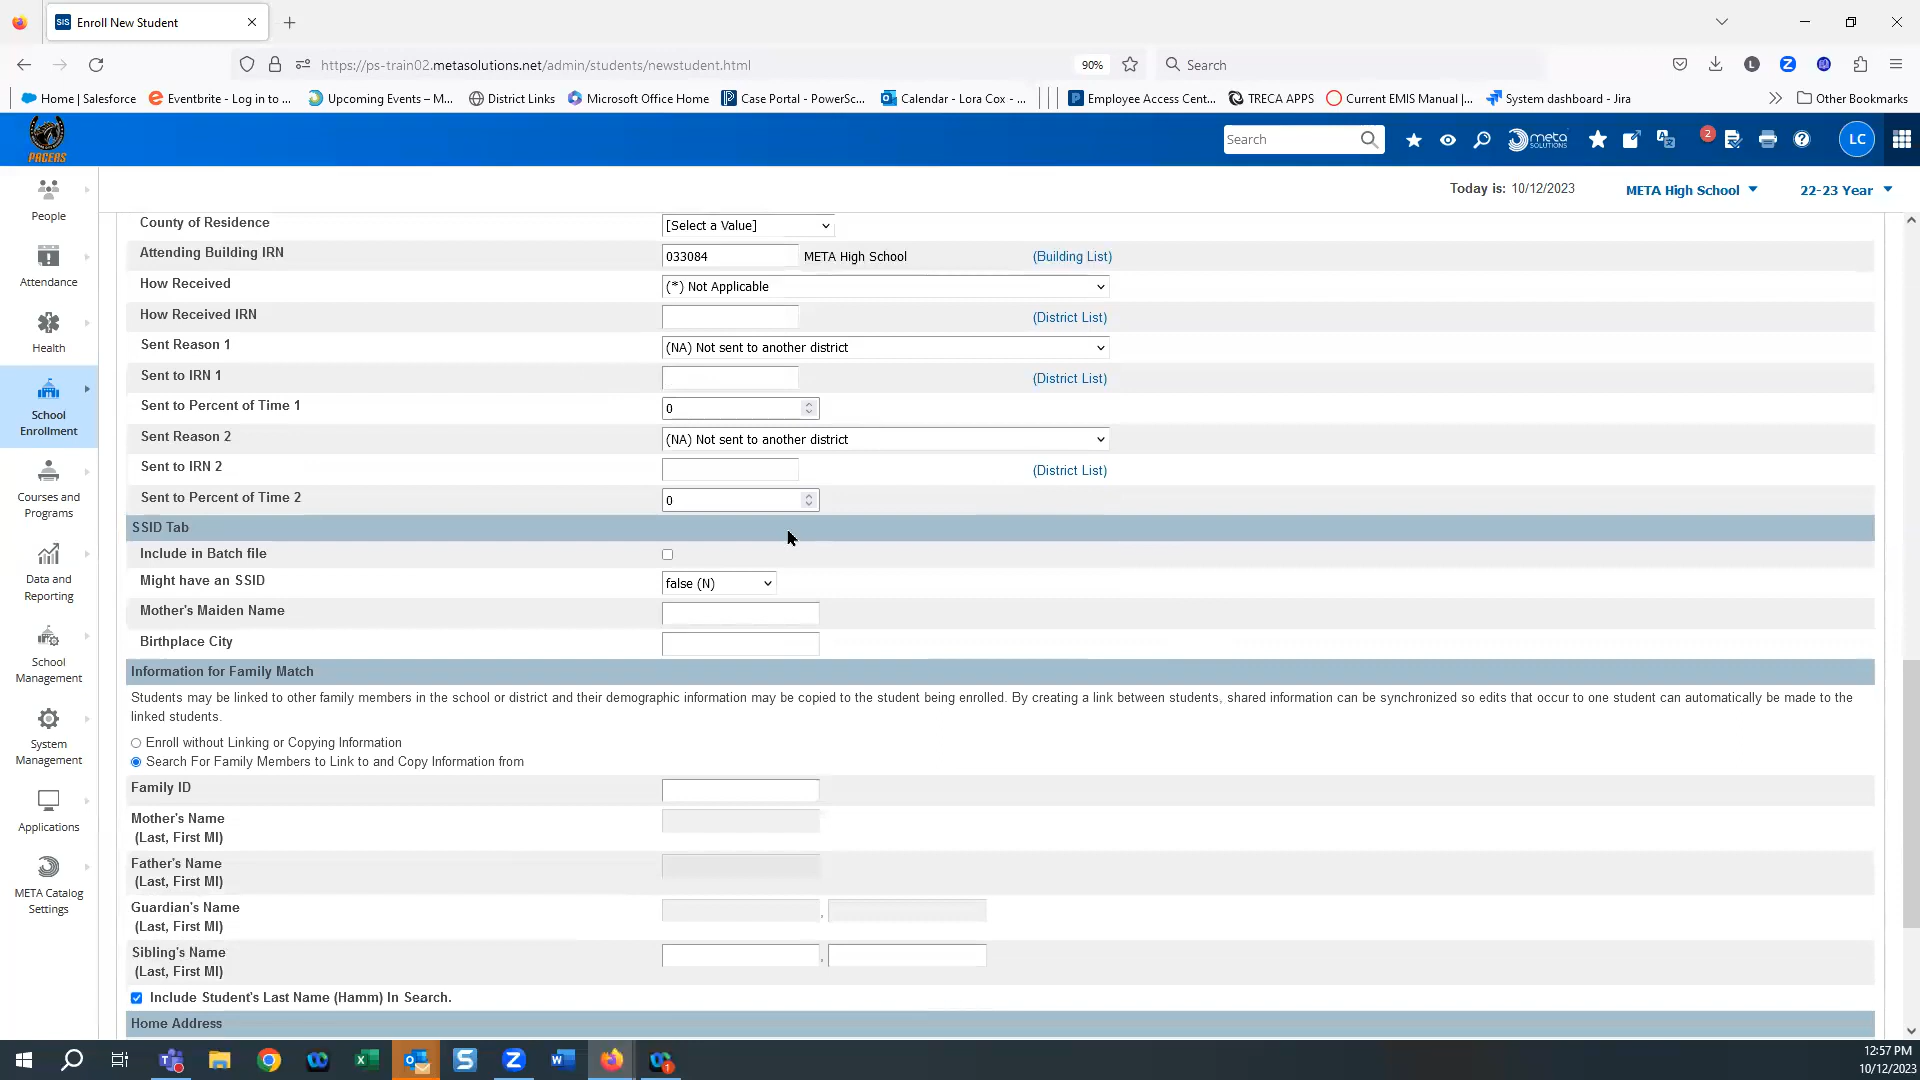 SIS Enroll New Student
https://ps-train02.metasolutions.net/admin/students/newstudent.html
90%
Search
Home | Salesforce
Eventbrite - Log in to ...
Upcoming Events – M...
District Links
Microsoft Office Home
Case Portal - PowerSc...
Calendar - Lora Cox - ...
Employee Access Cent...
TRECA APPS
Current EMIS Manual |...
System dashboard - Jira
Other Bookmarks
PACERS
Search
meta SOLUTIONS
2
LC
Today is: 10/12/2023
META High School
22-23 Year
People
Attendance
Health
School Enrollment
Courses and Programs
Data and Reporting
School Management
System Management
Applications
META Catalog Settings
County of Residence [Select a Value]
Attending Building IRN 033084 META High School (Building List)
How Received (*) Not Applicable
How Received IRN (District List)
Sent Reason 1 (NA) Not sent to another district
Sent to IRN 1 (District List)
Sent to Percent of Time 1 0
Sent Reason 2 (NA) Not sent to another district
Sent to IRN 2 (District List)
Sent to Percent of Time 2 0
SSID Tab
Include in Batch file
Might have an SSID false (N)
Mother's Maiden Name
Birthplace City
Information for Family Match
Students may be linked to other family members in the school or district and their demographic information may be copied to the student being enrolled. By creating a link between students, shared information can be synchronized so edits that occur to one student can automatically be made to the
linked students.
Enroll without Linking or Copying Information
Search For Family Members to Link to and Copy Information from
Family ID
Mother's Name
(Last, First MI)
Father's Name
(Last, First MI)
Guardian's Name
(Last, First MI) ,
Sibling's Name
(Last, First MI) ,
Include Student's Last Name (Hamm) In Search.
Home Address
12:57 PM
10/12/2023